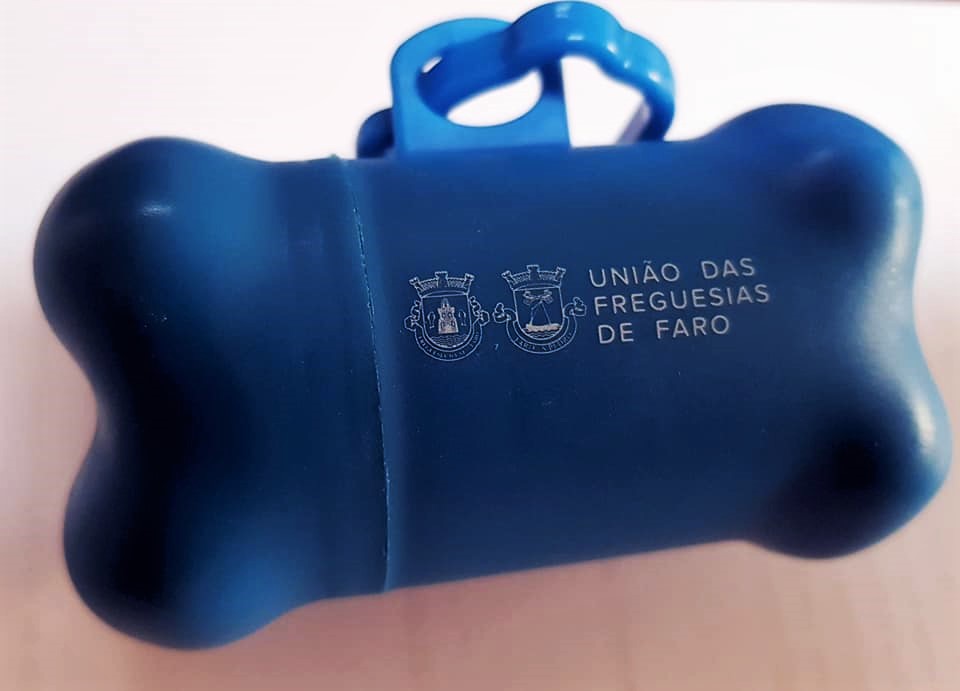 UNIÃO DAS
FREGUESIAS
DE FARO